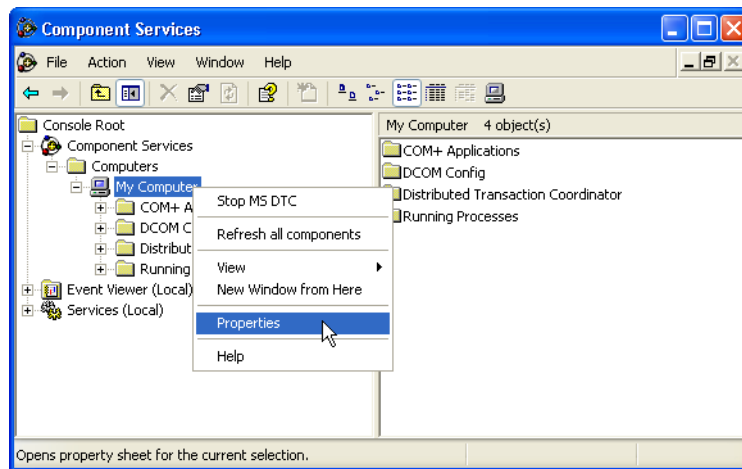 Component Services
File Action View Window Help
Console Root
Component Services
Computers
My Computer
COM+ A
DCOM C
Distribut
Running
Event Viewer (Local)
Services (Local)
Stop MS DTC
Refresh all components
View
New Window from Here
Properties
Help
My Computer 4 object(s)
COM+ Applications
DCOM Config
Distributed Transaction Coordinator
Running Processes
Opens property sheet for the current selection.